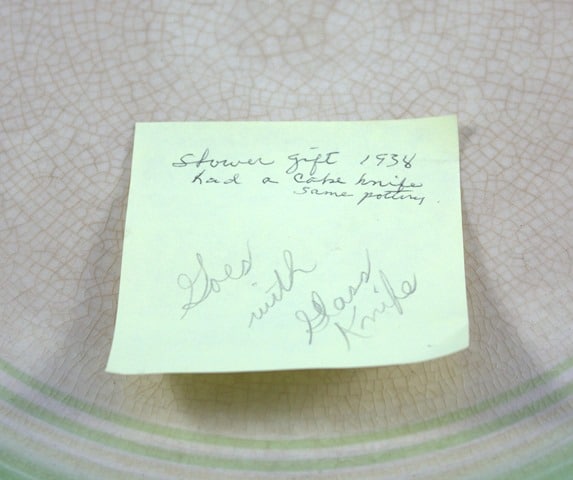 Shower gift 1938
had a cake knife
same pottery.
Goes
with
Glass
Knife